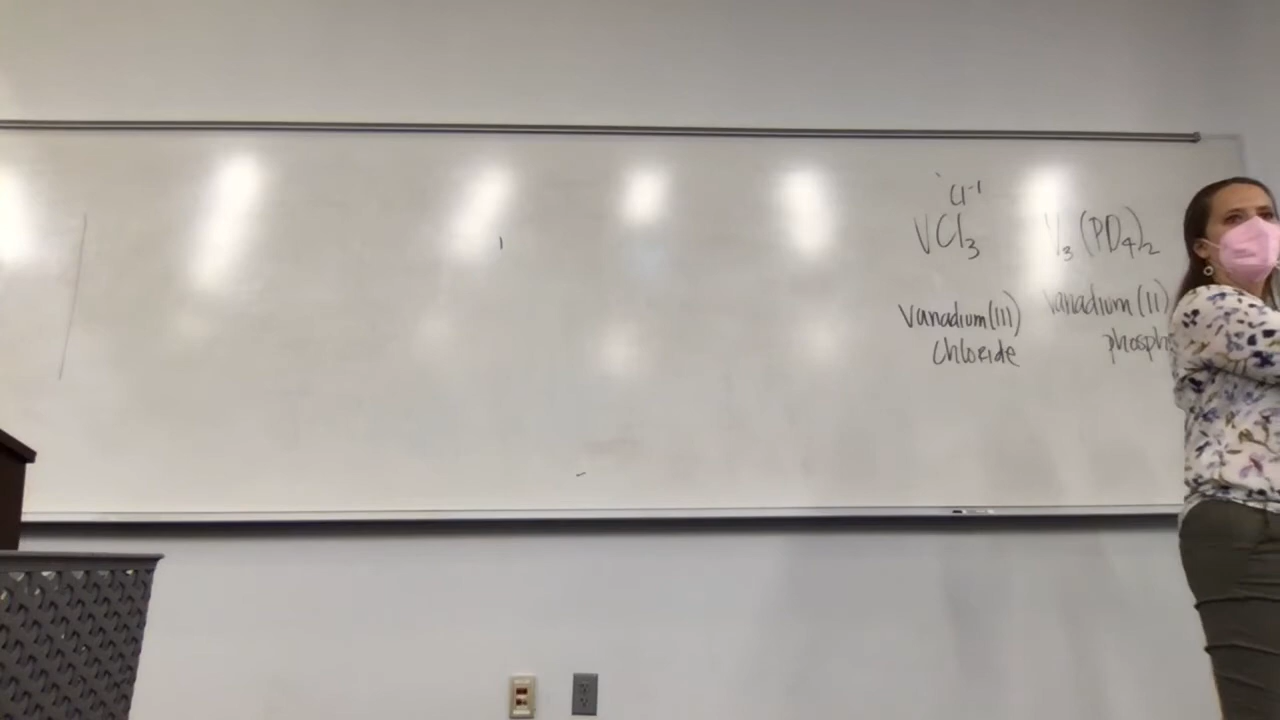 Cl⁻¹
VCl₃
Vanadium(III)
Chloride
V₃(PO₄)₂
Vanadium(II)
phosph